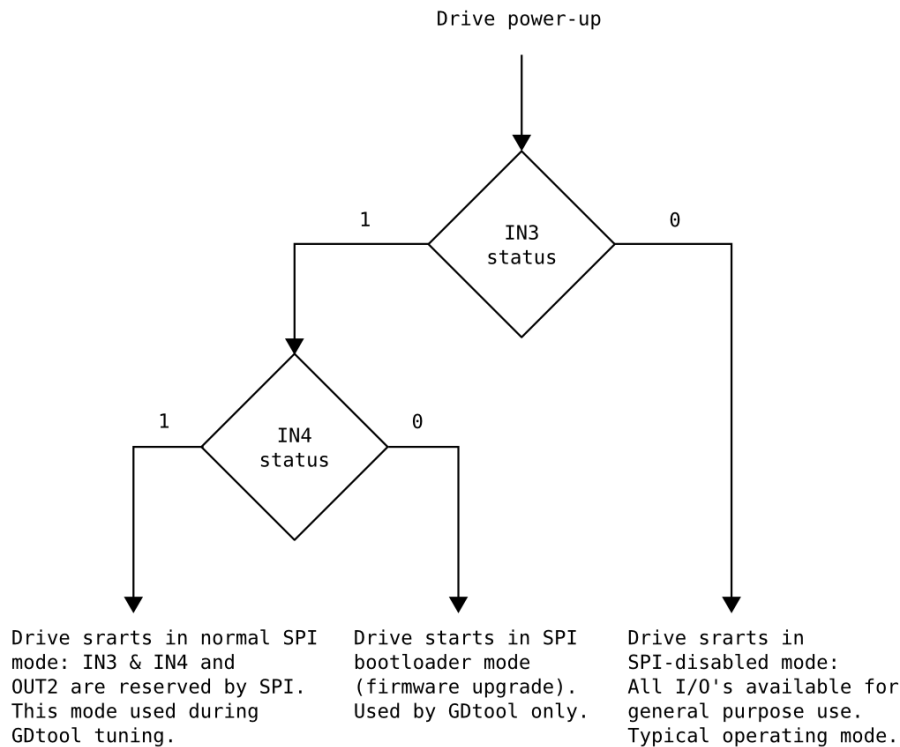 Drive power-up
1
0
IN3
status
1
0
IN4
status
Drive srarts in normal SPI
mode: IN3 & IN4 and
OUT2 are reserved by SPI.
This mode used during
GDtool tuning.
Drive starts in SPI
bootloader mode
(firmware upgrade).
Used by GDtool only.
Drive srarts in
SPI-disabled mode:
All I/O's available for
general purpose use.
Typical operating mode.